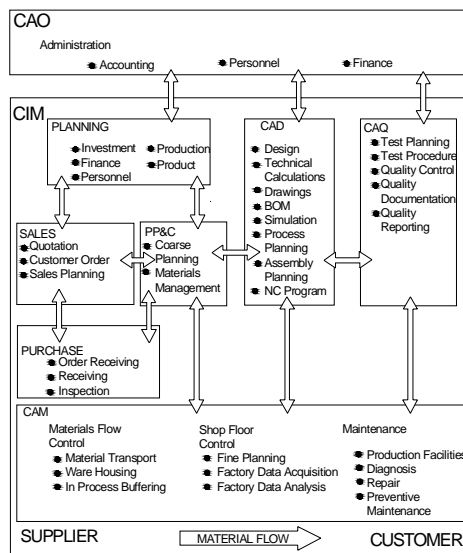 CAO
Administration
Accounting
Personnel
Finance
CIM
PLANNING
Investment
Finance
Personnel
Production
Product
CAD
Design
Technical
Calculations
Drawings
BOM
Simulation
Process
Planning
Assembly
Planning
NC Program
CAQ
Test Planning
Test Procedure
Quality Control
Quality
Documentation
Quality
Reporting
SALES
Quotation
Customer Order
Sales Planning
PP&C
Coarse
Planning
Materials
Management
PURCHASE
Order Receiving
Receiving
Inspection
CAM
Materials Flow
Control
Material Transport
Ware Housing
In Process Buffering
Shop Floor
Control
Fine Planning
Factory Data Acquisition
Factory Data Analysis
Maintenance
Production Facilities
Diagnosis
Repair
Preventive
Maintenance
SUPPLIER
MATERIAL FLOW
CUSTOMER